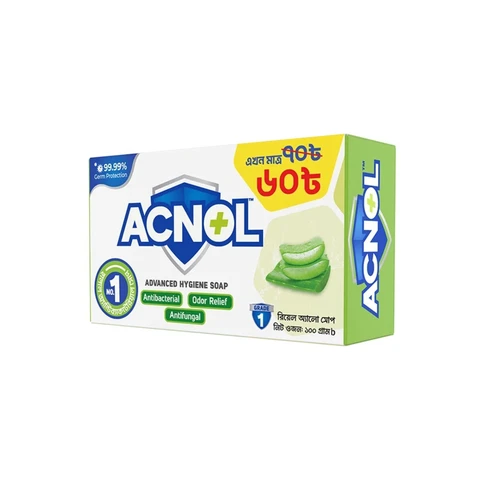 99.99%
Germ Protection
এখন মাত্র ৭০৳
৬০৳
ACNOL
ADVANCED HYGIENE SOAP
Antibacterial
Odor Relief
Antifungal
NO.
1
GRADE
1
রিয়েল অ্যালো সোপ
নিট ওজন: ১০০ গ্রাম±
ACNOL